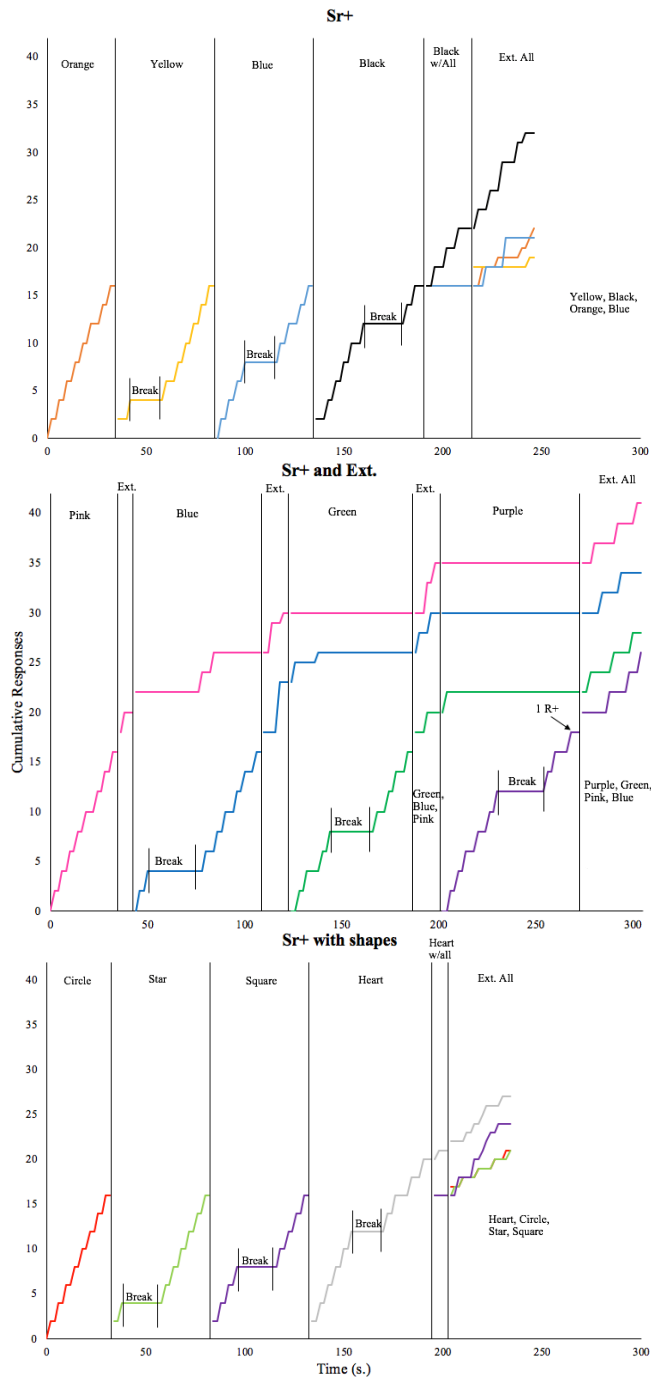 Sr+
40
35
30
25
20
15
10
5
0
Orange
Yellow
Blue
Black
Black
w/All
Ext. All
Break
Break
Break
Yellow, Black,
Orange, Blue
0
50
100
150
200
250
300
Sr+ and Ext.
Cumulative Responses
40
35
30
25
20
15
10
5
0
Pink
Ext.
Blue
Ext.
Green
Ext.
Purple
Ext. All
1 R+
Break
Break
Break
Green,
Blue,
Pink
Purple, Green,
Pink, Blue
0
50
100
150
200
250
300
Sr+ with shapes
40
35
30
25
20
15
10
5
0
Circle
Star
Square
Heart
Heart
w/all
Ext. All
Break
Break
Break
Heart, Circle,
Star, Square
0
50
100
150
200
250
300
Time (s.)